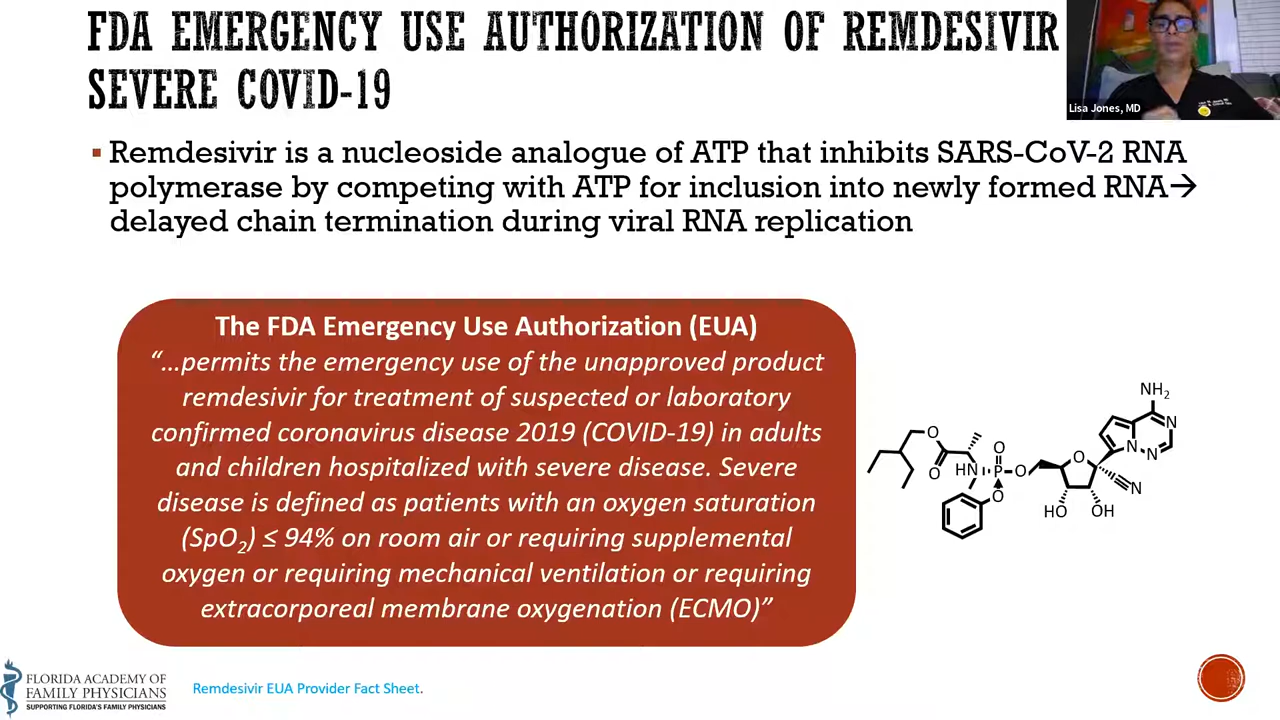 FDA EMERGENCY USE AUTHORIZATION OF REMDESIVIR
SEVERE COVID-19
Lisa Jones, MD
▪ Remdesivir is a nucleoside analogue of ATP that inhibits SARS-CoV-2 RNA
polymerase by competing with ATP for inclusion into newly formed RNA→
delayed chain termination during viral RNA replication
The FDA Emergency Use Authorization (EUA)
“…permits the emergency use of the unapproved product
remdesivir for treatment of suspected or laboratory
confirmed coronavirus disease 2019 (COVID-19) in adults
and children hospitalized with severe disease. Severe
disease is defined as patients with an oxygen saturation
(SpO2) ≤ 94% on room air or requiring supplemental
oxygen or requiring mechanical ventilation or requiring
extracorporeal membrane oxygenation (ECMO)”
NH2
N
N
N
O
O
HN
P
O
O
O
O
N
HO
OH
FLORIDA ACADEMY OF
FAMILY PHYSICIANS
SUPPORTING FLORIDA'S FAMILY PHYSICIANS
Remdesivir EUA Provider Fact Sheet.